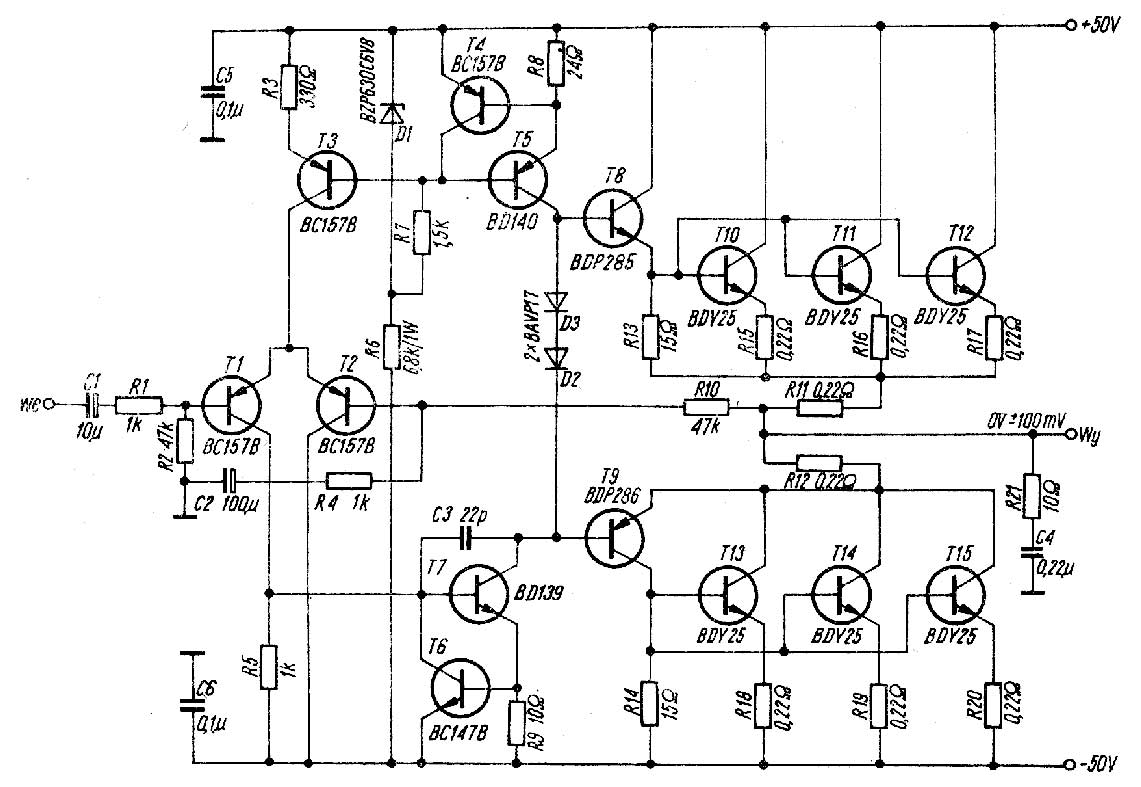 +50V
T4
BC157B
R8
24Ω
C5
0,1µ
R3
330Ω
BZP630C6V8
D1
T3
T5
T8
BC157B
R7
1,5k
BD140
BDP285
T10
T11
T12
BDY25
BDY25
BDY25
2×BAVP17
D3
D2
R13
15Ω
R15
0,22Ω
R16
0,22Ω
R17
0,22Ω
R6
6,8k/1W
T1
T2
R10
47k
R11 0,22Ω
We
C1
10µ
R1
1k
BC157B
BC157B
R2 47k
0V ±100mV
Wy
R12 0,22Ω
C2
100µ
R4
1k
T9
BDP286
R21
10Ω
C3 22p
C4
0,22µ
T7
BD139
T13
T14
T15
BDY25
BDY25
BDY25
T6
BC147B
R5
1k
C6
0,1µ
R9
10Ω
R14
15Ω
R18
0,22Ω
R19
0,22Ω
R20
0,22Ω
-50V